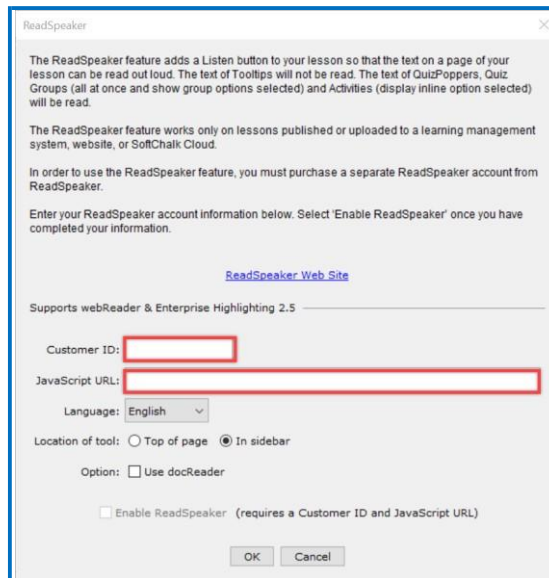 ReadSpeaker
The ReadSpeaker feature adds a Listen button to your lesson so that the text on a page of your
lesson can be read out loud. The text of Tooltips will not be read. The text of QuizPoppers, Quiz
Groups (all at once and show group options selected) and Activities (display inline option selected)
will be read.
The ReadSpeaker feature works only on lessons published or uploaded to a learning management
system, website, or SoftChalk Cloud.
In order to use the ReadSpeaker feature, you must purchase a separate ReadSpeaker account from
ReadSpeaker.
Enter your ReadSpeaker account information below. Select 'Enable ReadSpeaker' once you have
completed your information.
ReadSpeaker Web Site
Supports webReader & Enterprise Highlighting 2.5
Customer ID:
JavaScript URL:
Language: English
Location of tool: Top of page In sidebar
Option: Use docReader
Enable ReadSpeaker (requires a Customer ID and JavaScript URL)
OK Cancel